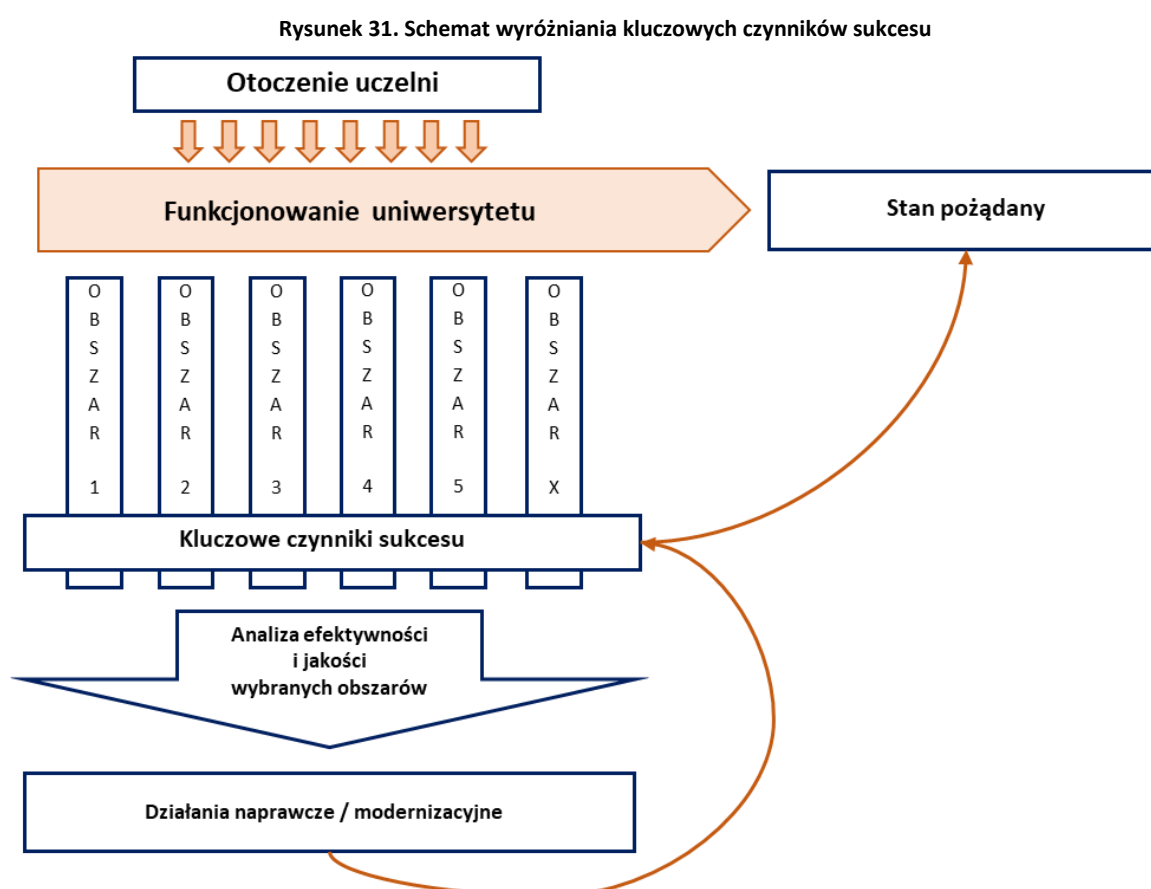 Rysunek 31. Schemat wyróżniania kluczowych czynników sukcesu
Otoczenie uczelni
Funkcjonowanie uniwersytetu
Stan pożądany
OBSZAR 1
OBSZAR 2
OBSZAR 3
OBSZAR 4
OBSZAR 5
OBSZAR X
Kluczowe czynniki sukcesu
Analiza efektywności
i jakości
wybranych obszarów
Działania naprawcze / modernizacyjne